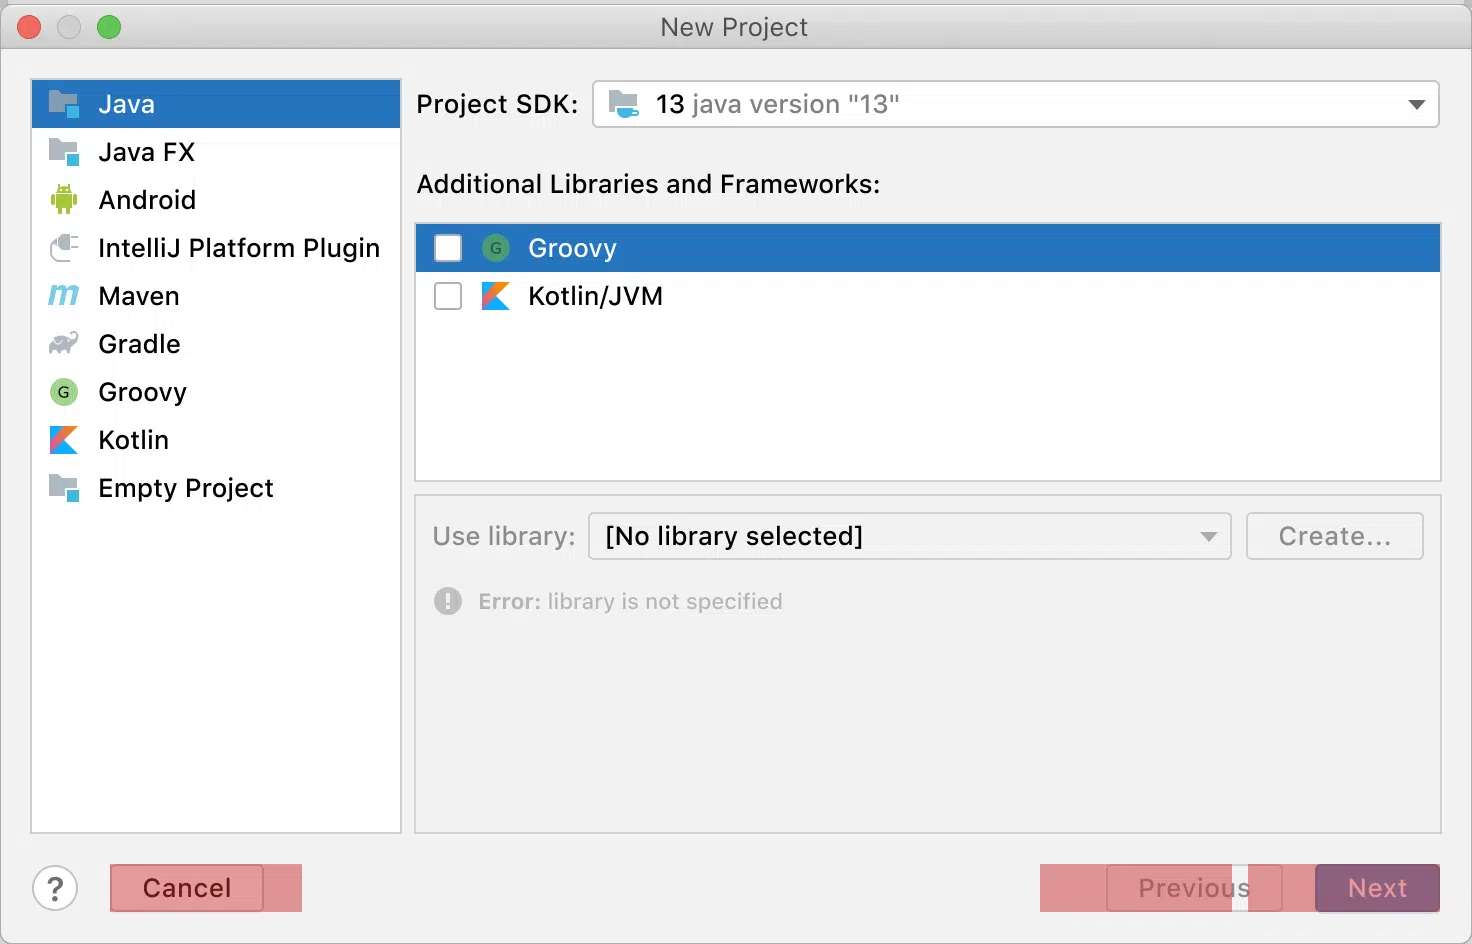 New Project
Java
Java FX
Android
IntelliJ Platform Plugin
Maven
Gradle
G Groovy
Kotlin
Empty Project
Project SDK: 13 java version "13"
Additional Libraries and Frameworks:
G Groovy
Kotlin/JVM
Use library: [No library selected] Create...
! Error: library is not specified
? Cancel Previous Next